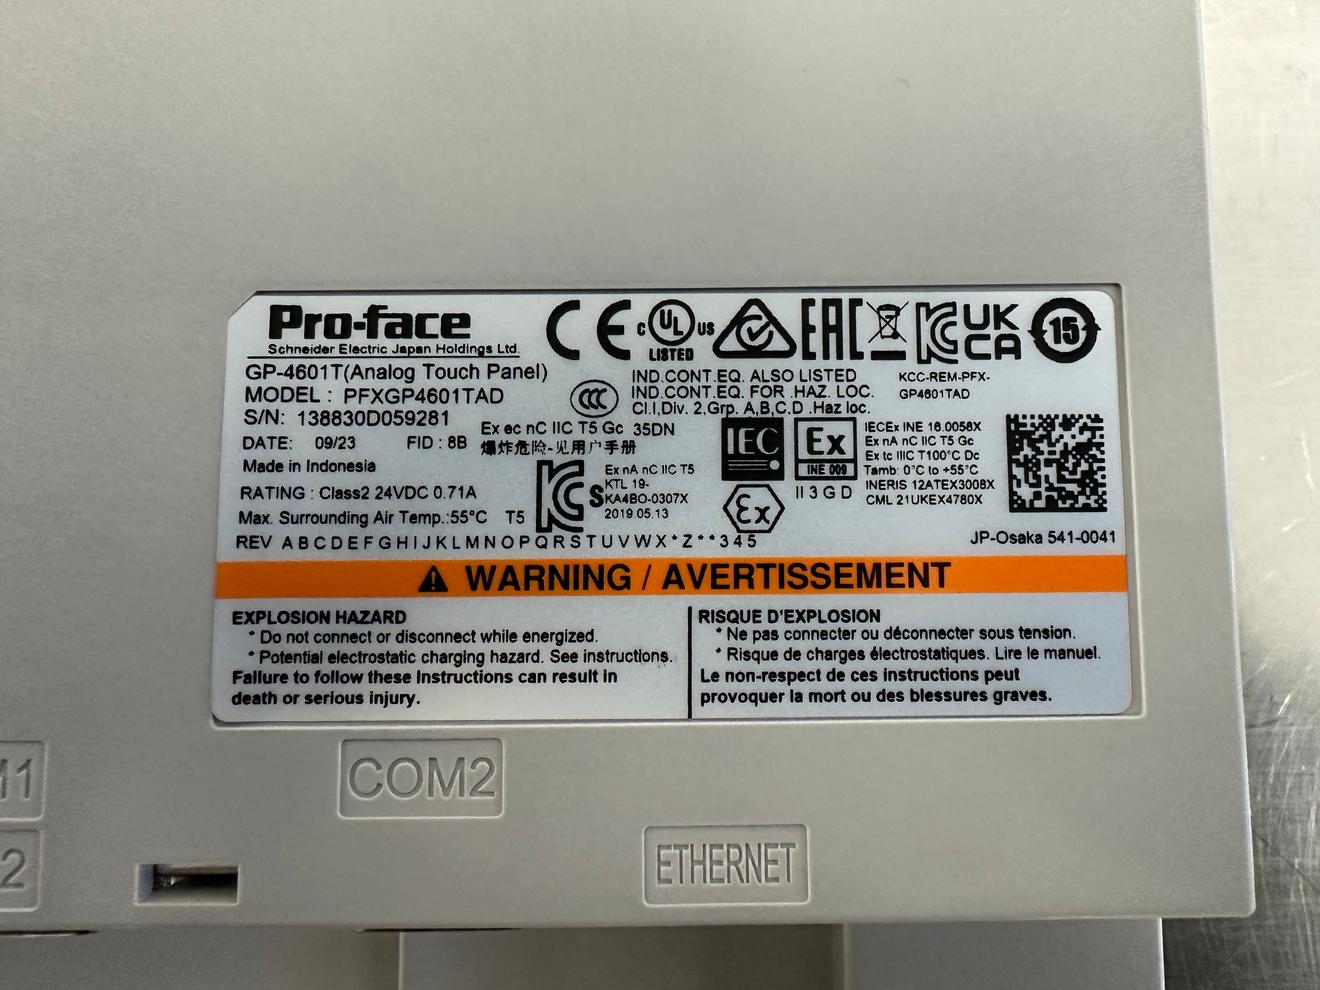 Pro-face
Schneider Electric Japan Holdings Ltd.
C UL US
LISTED
EAC
UK
CA
15
GP-4601T(Analog Touch Panel)
MODEL : PFXGP4601TAD
S/N: 138830D059281
DATE: 09/23 FID : 8B
Made in Indonesia
RATING : Class2 24VDC 0.71A
Max. Surrounding Air Temp.:55°C T5
REV A B C D E F G H I J K L M N O P Q R S T U V W X * Z * * 3 4 5
CCC
IND.CONT.EQ. ALSO LISTED
IND.CONT.EQ. FOR .HAZ. LOC.
Cl.I,Div. 2,Grp. A,B,C,D .Haz loc.
KCC-REM-PFX-
GP4601TAD
Ex ec nC IIC T5 Gc 35DN
爆炸危险-见用户手册
S
Ex nA nC IIC T5
KTL 19-
KA4BO-0307X
2019 05.13
IEC
Ex
INE 009
II 3 G D
Ex
IECEx INE 16.0058X
Ex nA nC IIC T5 Gc
Ex tc IIIC T100°C Dc
Tamb: 0°C to +55°C
INERIS 12ATEX3008X
CML 21UKEX4780X
JP-Osaka 541-0041
WARNING / AVERTISSEMENT
EXPLOSION HAZARD
* Do not connect or disconnect while energized.
* Potential electrostatic charging hazard. See instructions.
Failure to follow these Instructions can result in
death or serious injury.
RISQUE D'EXPLOSION
* Ne pas connecter ou déconnecter sous tension.
* Risque de charges électrostatiques. Lire le manuel.
Le non-respect de ces instructions peut
provoquer la mort ou des blessures graves.
COM2
ETHERNET